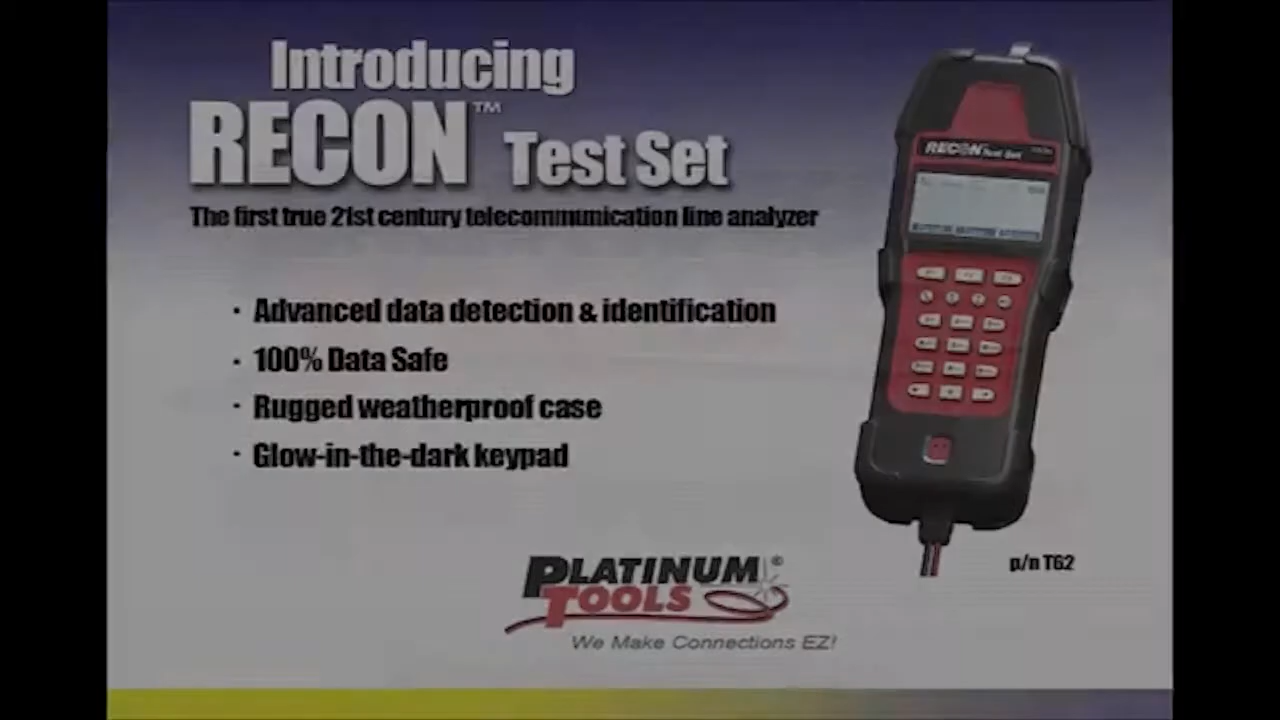 Introducing
RECON™ Test Set
The first true 21st century telecommunication line analyzer
RECON Test Set
· Advanced data detection & identification
· 100% Data Safe
· Rugged weatherproof case
· Glow-in-the-dark keypad
p/n T62
PLATINUM®
TOOLS
We Make Connections EZ!